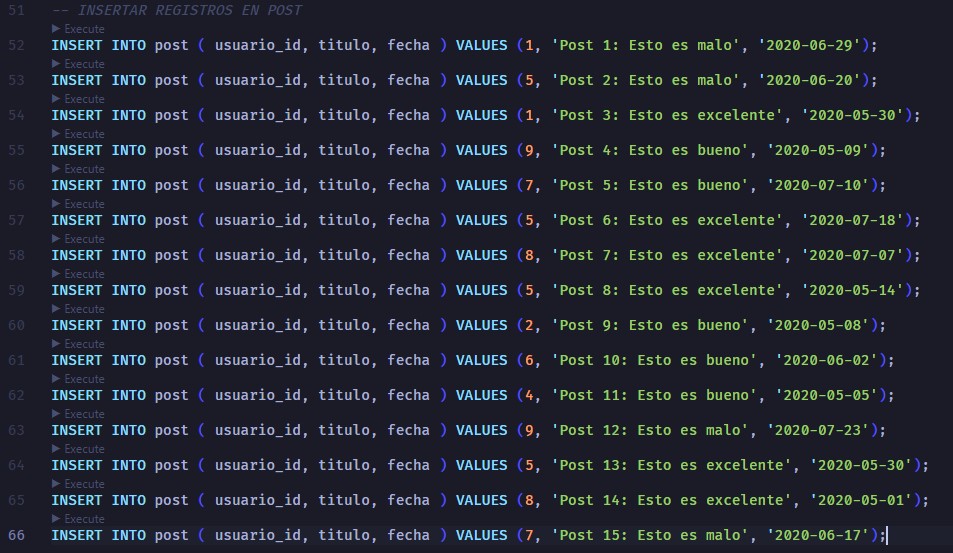 51 -- INSERTAR REGISTROS EN POST
▶ Execute
52 INSERT INTO post ( usuario_id, titulo, fecha ) VALUES (1, 'Post 1: Esto es malo', '2020-06-29');
▶ Execute
53 INSERT INTO post ( usuario_id, titulo, fecha ) VALUES (5, 'Post 2: Esto es malo', '2020-06-20');
▶ Execute
54 INSERT INTO post ( usuario_id, titulo, fecha ) VALUES (1, 'Post 3: Esto es excelente', '2020-05-30');
▶ Execute
55 INSERT INTO post ( usuario_id, titulo, fecha ) VALUES (9, 'Post 4: Esto es bueno', '2020-05-09');
▶ Execute
56 INSERT INTO post ( usuario_id, titulo, fecha ) VALUES (7, 'Post 5: Esto es bueno', '2020-07-10');
▶ Execute
57 INSERT INTO post ( usuario_id, titulo, fecha ) VALUES (5, 'Post 6: Esto es excelente', '2020-07-18');
▶ Execute
58 INSERT INTO post ( usuario_id, titulo, fecha ) VALUES (8, 'Post 7: Esto es excelente', '2020-07-07');
▶ Execute
59 INSERT INTO post ( usuario_id, titulo, fecha ) VALUES (5, 'Post 8: Esto es excelente', '2020-05-14');
▶ Execute
60 INSERT INTO post ( usuario_id, titulo, fecha ) VALUES (2, 'Post 9: Esto es bueno', '2020-05-08');
▶ Execute
61 INSERT INTO post ( usuario_id, titulo, fecha ) VALUES (6, 'Post 10: Esto es bueno', '2020-06-02');
▶ Execute
62 INSERT INTO post ( usuario_id, titulo, fecha ) VALUES (4, 'Post 11: Esto es bueno', '2020-05-05');
▶ Execute
63 INSERT INTO post ( usuario_id, titulo, fecha ) VALUES (9, 'Post 12: Esto es malo', '2020-07-23');
▶ Execute
64 INSERT INTO post ( usuario_id, titulo, fecha ) VALUES (5, 'Post 13: Esto es excelente', '2020-05-30');
▶ Execute
65 INSERT INTO post ( usuario_id, titulo, fecha ) VALUES (8, 'Post 14: Esto es excelente', '2020-05-01');
▶ Execute
66 INSERT INTO post ( usuario_id, titulo, fecha ) VALUES (7, 'Post 15: Esto es malo', '2020-06-17');